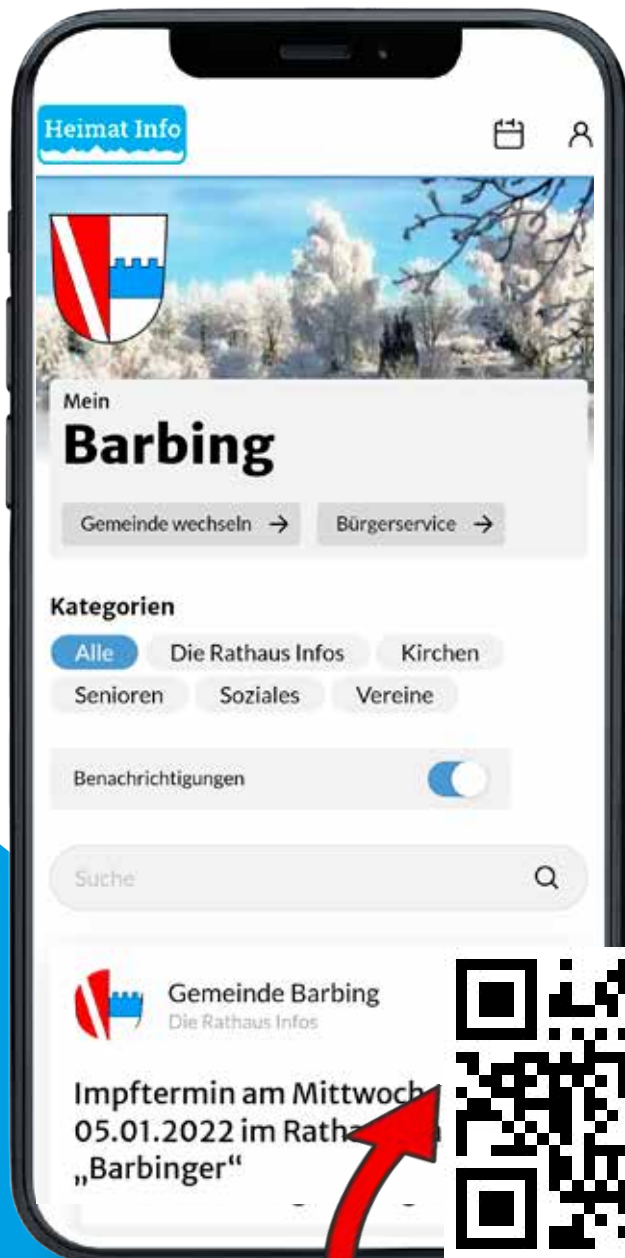 Heimat Info
Mein
Barbing
Gemeinde wechseln → Bürgerservice →
Kategorien
Alle Die Rathaus Infos Kirchen
Senioren Soziales Vereine
Benachrichtigungen
Suche
Gemeinde Barbing
Die Rathaus Infos
Impftermin am Mittwoch
05.01.2022 im
„Barbinger“